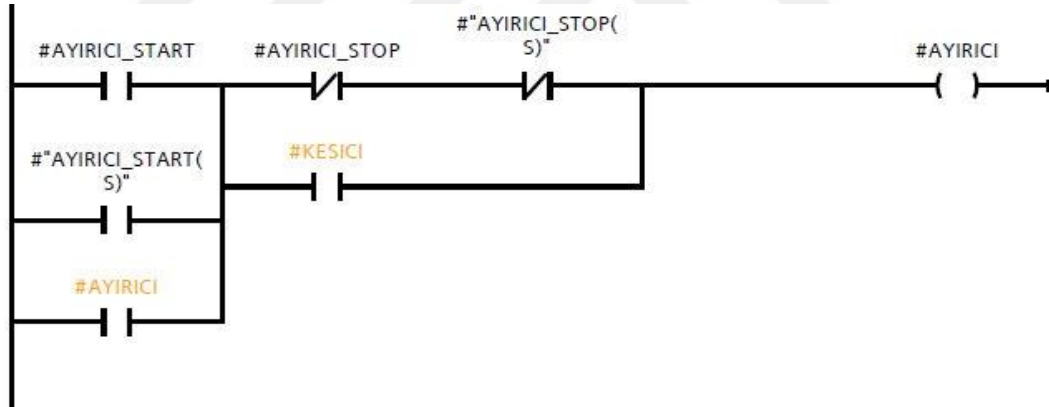 #AYIRICI_START
#AYIRICI_STOP
#"AYIRICI_STOP(
S)"
#AYIRICI
#"AYIRICI_START(
S)"
#KESICI
#AYIRICI